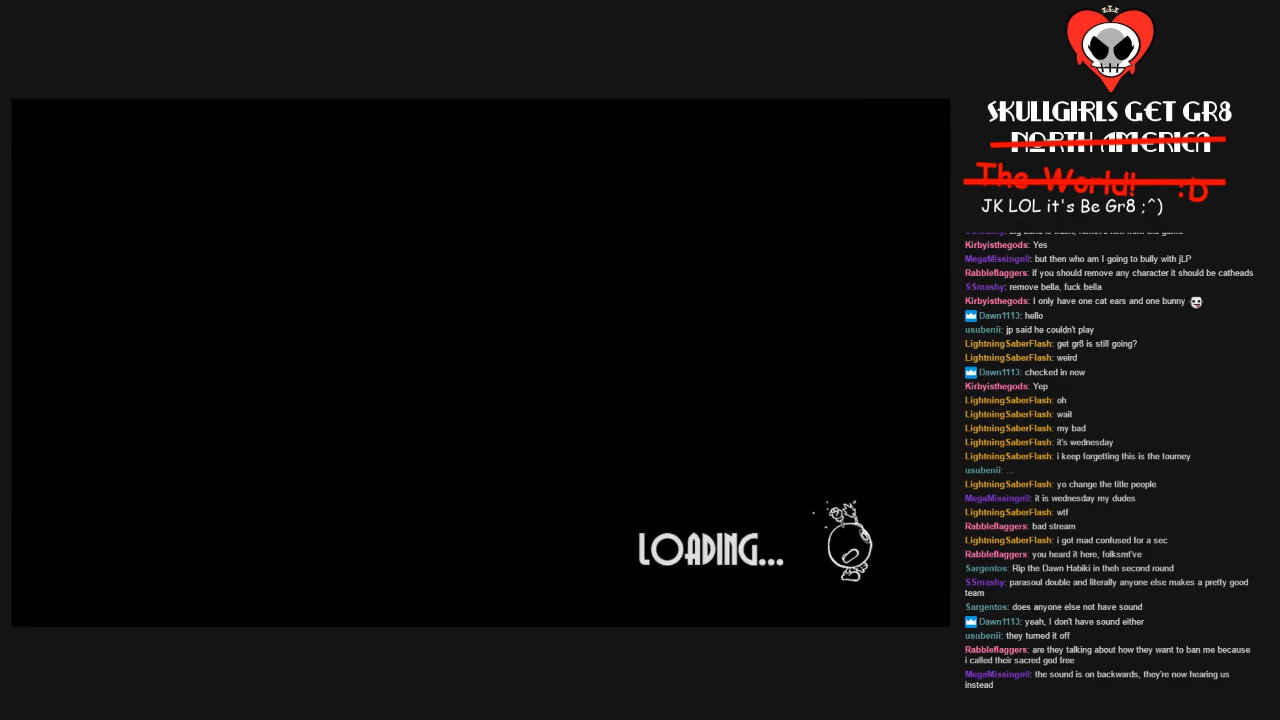 SKULLGIRLS GET GR8
NORTH AMERICA
The World! :D
JK LOL it's Be Gr8 ;^)
Kirbyisthegods: Yes
MegaMissingn0: but then who am I going to bully with jLP
Rabbleflaggers: if you should remove any character it should be catheads
SSmashy: remove bella, fuck bella
Kirbyisthegods: I only have one cat ears and one bunny
Dawn1113: hello
usubenii: jp said he couldn't play
LightningSaberFlash: get gr8 is still going?
LightningSaberFlash: weird
Dawn1113: checked in now
Kirbyisthegods: Yep
LightningSaberFlash: oh
LightningSaberFlash: wait
LightningSaberFlash: my bad
LightningSaberFlash: it's wednesday
LightningSaberFlash: i keep forgetting this is the tourney
usubenii: ...
LightningSaberFlash: yo change the title people
MegaMissingn0: it is wednesday my dudes
LightningSaberFlash: wtf
Rabbleflaggers: bad stream
LightningSaberFlash: i got mad confused for a sec
Rabbleflaggers: you heard it here, folksmt've
Sargentos: Rip the Dawn Habiki in theh second round
SSmashy: parasoul double and literally anyone else makes a pretty good
team
Sargentos: does anyone else not have sound
Dawn1113: yeah, I don't have sound either
usubenii: they turned it off
Rabbleflaggers: are they talking about how they want to ban me because
i called their sacred god free
MegaMissingn0: the sound is on backwards, they're now hearing us
instead
LOADING...